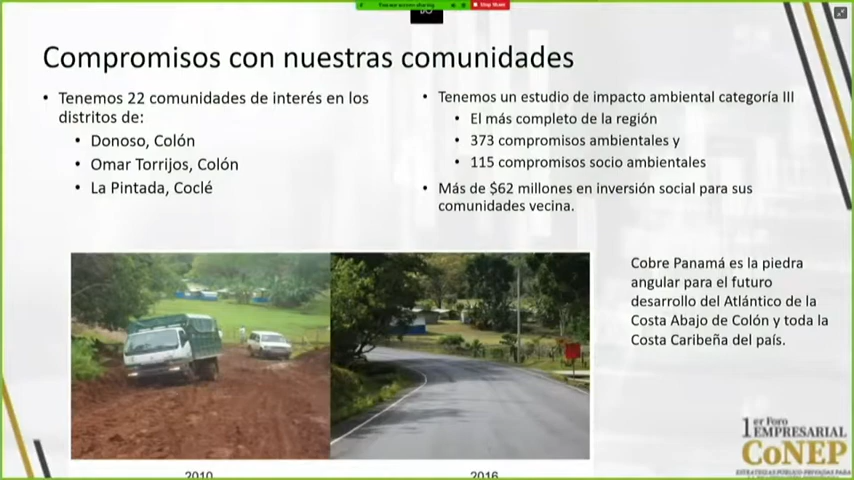 Stop Share
Compromisos con nuestras comunidades
• Tenemos 22 comunidades de interés en los
distritos de:
• Donoso, Colón
• Omar Torrijos, Colón
• La Pintada, Coclé
• Tenemos un estudio de impacto ambiental categoría III
• El más completo de la región
• 373 compromisos ambientales y
• 115 compromisos socio ambientales
• Más de $62 millones en inversión social para sus
comunidades vecina.
Cobre Panamá es la piedra
angular para el futuro
desarrollo del Atlántico de la
Costa Abajo de Colón y toda la
Costa Caribeña del país.
2010
2016
1er Foro
EMPRESARIAL
CoNEP